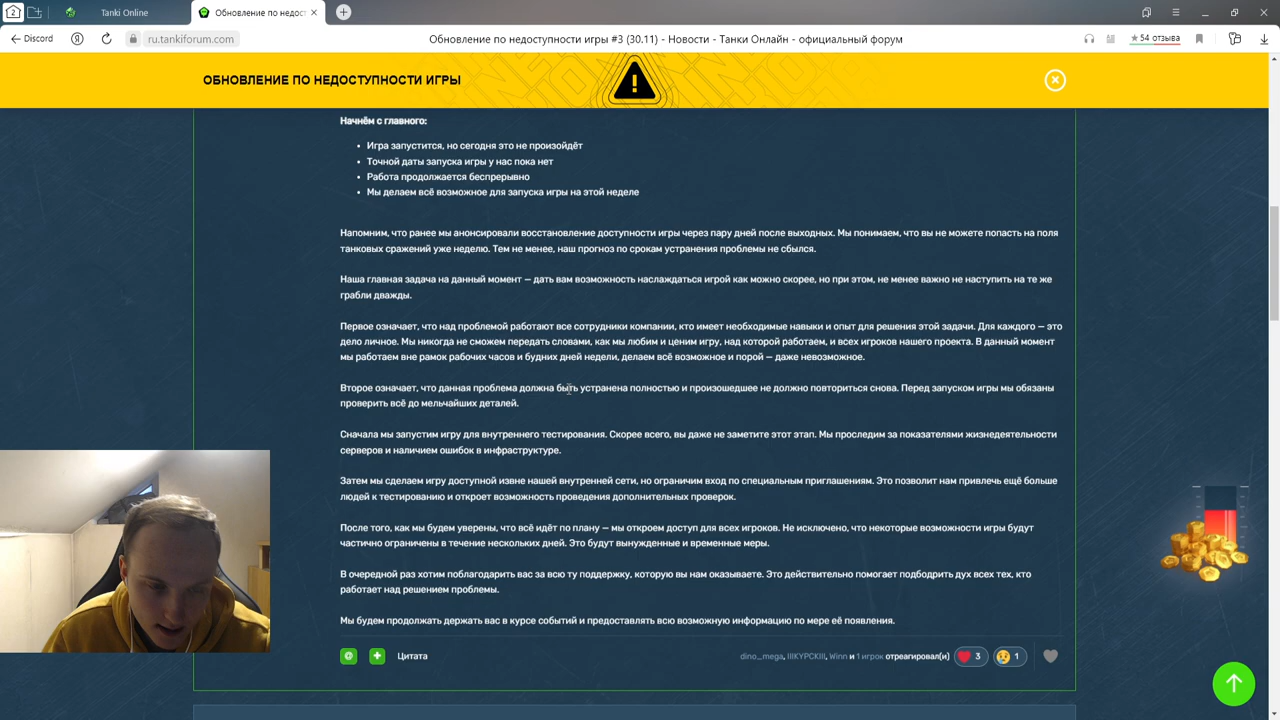 2
Tanki Online
Обновление по недоступнос
Discord
ru.tankiforum.com
Обновление по недоступности игры #3 (30.11) - Новости - Танки Онлайн - официальный форум
54 отзыва
ОБНОВЛЕНИЕ ПО НЕДОСТУПНОСТИ ИГРЫ
Начнём с главного:
• Игра запустится, но сегодня это не произойдёт
• Точной даты запуска игры у нас пока нет
• Работа продолжается беспрерывно
• Мы делаем всё возможное для запуска игры на этой неделе
Напомним, что ранее мы анонсировали восстановление доступности игры через пару дней после выходных. Мы понимаем, что вы не можете попасть на поля
танковых сражений уже неделю. Тем не менее, наш прогноз по срокам устранения проблемы не сбылся.
Наша главная задача на данный момент — дать вам возможность наслаждаться игрой как можно скорее, но при этом, не менее важно не наступить на те же
грабли дважды.
Первое означает, что над проблемой работают все сотрудники компании, кто имеет необходимые навыки и опыт для решения этой задачи. Для каждого — это
дело личное. Мы никогда не сможем передать словами, как мы любим и ценим игру, над которой работаем, и всех игроков нашего проекта. В данный момент
мы работаем вне рамок рабочих часов и будних дней недели, делаем всё возможное и порой — даже невозможное.
Второе означает, что данная проблема должна быть устранена полностью и произошедшее не должно повториться снова. Перед запуском игры мы обязаны
проверить всё до мельчайших деталей.
Сначала мы запустим игру для внутреннего тестирования. Скорее всего, вы даже не заметите этот этап. Мы проследим за показателями жизнедеятельности
серверов и наличием ошибок в инфраструктуре.
Затем мы сделаем игру доступной извне нашей внутренней сети, но ограничим вход по специальным приглашениям. Это позволит нам привлечь ещё больше
людей к тестированию и откроет возможность проведения дополнительных проверок.
После того, как мы будем уверены, что всё идёт по плану — мы откроем доступ для всех игроков. Не исключено, что некоторые возможности игры будут
частично ограничены в течение нескольких дней. Это будут вынужденные и временные меры.
В очередной раз хотим поблагодарить вас за всю ту поддержку, которую вы нам оказываете. Это действительно помогает подбодрить дух всех тех, кто
работает над решением проблемы.
Мы будем продолжать держать вас в курсе событий и предоставлять всю возможную информацию по мере её появления.
Цитата
dino_mega, IIIKYPCKIII, Winn и 1 игрок отреагировал(и) 3 1